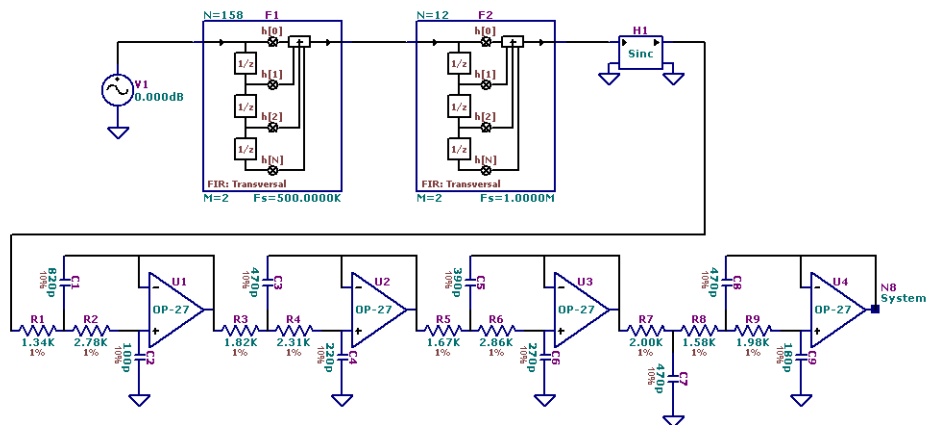 N=158 F1
h[0]
+
1/z
h[1]
1/z
h[2]
1/z
h[N]
FIR: Transversal
M=2 Fs=500.0000K
N=12 F2
h[0]
+
1/z
h[1]
1/z
h[2]
1/z
h[N]
FIR: Transversal
M=2 Fs=1.0000M
H1
Sinc
V1
0.000dB
C1
820p
10%
U1
OP-27
R1
1.34K
1%
R2
2.78K
1%
C2
100p
10%
C3
470p
10%
U2
OP-27
R3
1.82K
1%
R4
2.31K
1%
C4
220p
10%
C5
390p
10%
U3
OP-27
R5
1.67K
1%
R6
2.86K
1%
C6
270p
10%
R7
2.00K
1%
C7
470p
10%
R8
1.58K
1%
C8
470p
10%
R9
1.98K
1%
C9
180p
10%
U4
OP-27
N8
System